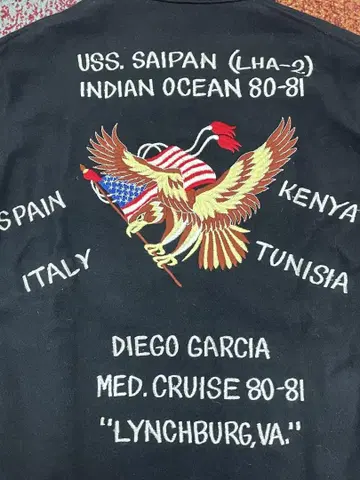 USS. SAIPAN (LHA-2)
INDIAN OCEAN 80-81
SPAIN
KENYA
ITALY
TUNISIA
DIEGO GARCIA
MED. CRUISE 80-81
"LYNCHBURG, VA."